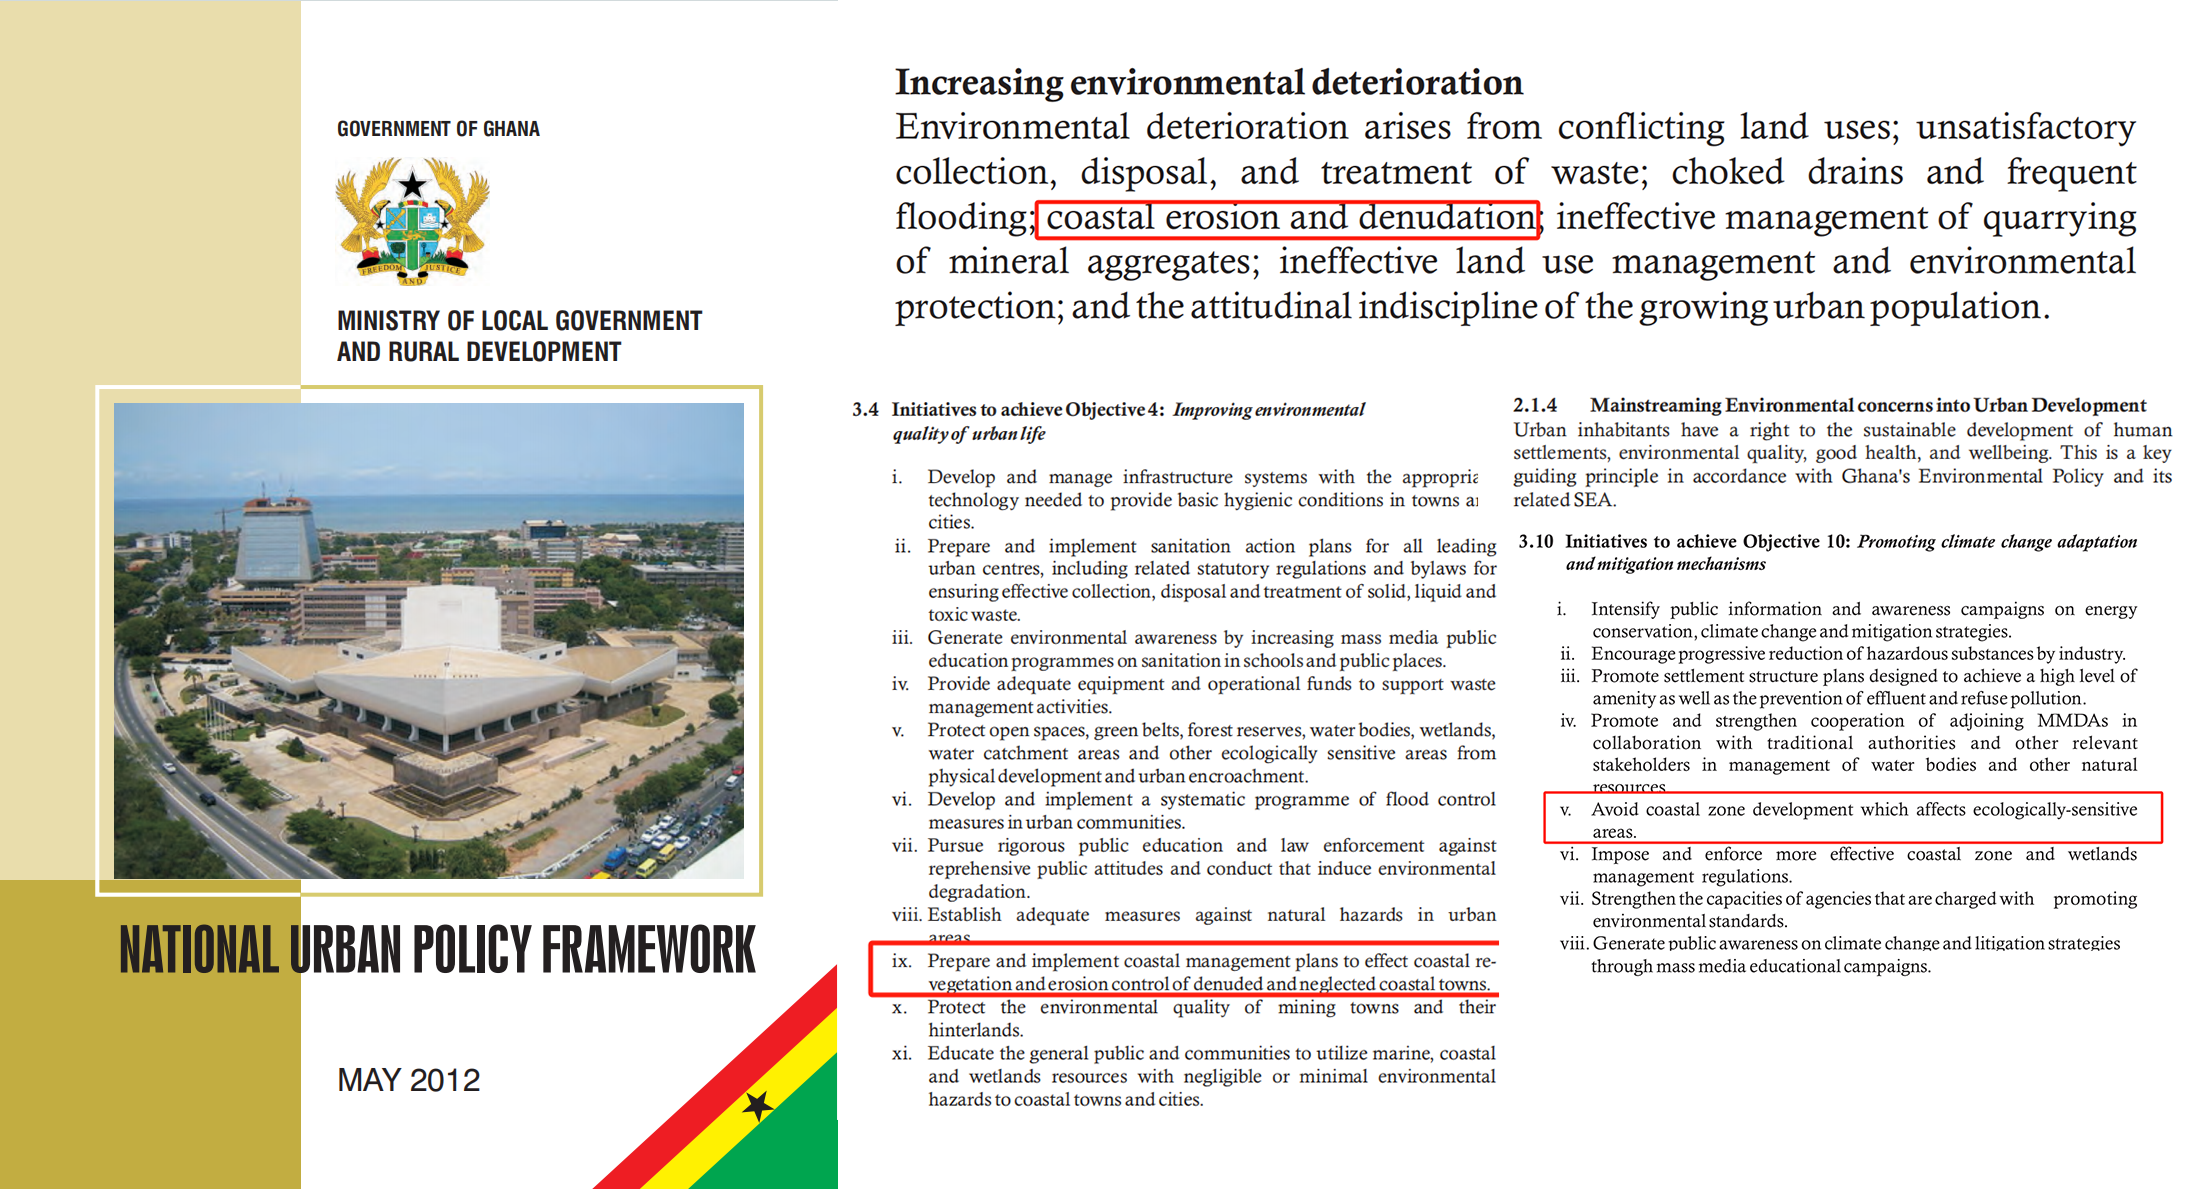 GOVERNMENT OF GHANA
FREEDOM AND JUSTICE
MINISTRY OF LOCAL GOVERNMENT
AND RURAL DEVELOPMENT
NATIONAL URBAN POLICY FRAMEWORK
MAY 2012
Increasing environmental deterioration
Environmental deterioration arises from conflicting land uses; unsatisfactory
collection, disposal, and treatment of waste; choked drains and frequent
flooding; coastal erosion and denudation; ineffective management of quarrying
of mineral aggregates; ineffective land use management and environmental
protection; and the attitudinal indiscipline of the growing urban population.
3.4 Initiatives to achieve Objective 4: Improving environmental
quality of urban life
i. Develop and manage infrastructure systems with the appropria
technology needed to provide basic hygienic conditions in towns a
cities.
ii. Prepare and implement sanitation action plans for all leading
urban centres, including related statutory regulations and bylaws for
ensuring effective collection, disposal and treatment of solid, liquid and
toxic waste.
iii. Generate environmental awareness by increasing mass media public
education programmes on sanitation in schools and public places.
iv. Provide adequate equipment and operational funds to support waste
management activities.
v. Protect open spaces, green belts, forest reserves, water bodies, wetlands,
water catchment areas and other ecologically sensitive areas from
physical development and urban encroachment.
vi. Develop and implement a systematic programme of flood control
measures in urban communities.
vii. Pursue rigorous public education and law enforcement against
reprehensive public attitudes and conduct that induce environmental
degradation.
viii. Establish adequate measures against natural hazards in urban
areas.
ix. Prepare and implement coastal management plans to effect coastal re-
vegetation and erosion control of denuded and neglected coastal towns.
x. Protect the environmental quality of mining towns and their
hinterlands.
xi. Educate the general public and communities to utilize marine, coastal
and wetlands resources with negligible or minimal environmental
hazards to coastal towns and cities.
2.1.4 Mainstreaming Environmental concerns into Urban Development
Urban inhabitants have a right to the sustainable development of human
settlements, environmental quality, good health, and wellbeing. This is a key
guiding principle in accordance with Ghana's Environmental Policy and its
related SEA.
3.10 Initiatives to achieve Objective 10: Promoting climate change adaptation
and mitigation mechanisms
i. Intensify public information and awareness campaigns on energy
conservation, climate change and mitigation strategies.
ii. Encourage progressive reduction of hazardous substances by industry.
iii. Promote settlement structure plans designed to achieve a high level of
amenity as well as the prevention of effluent and refuse pollution.
iv. Promote and strengthen cooperation of adjoining MMDAs in
collaboration with traditional authorities and other relevant
stakeholders in management of water bodies and other natural
resources
v. Avoid coastal zone development which affects ecologically-sensitive
areas.
vi. Impose and enforce more effective coastal zone and wetlands
management regulations.
vii. Strengthen the capacities of agencies that are charged with promoting
environmental standards.
viii. Generate public awareness on climate change and litigation strategies
through mass media educational campaigns.